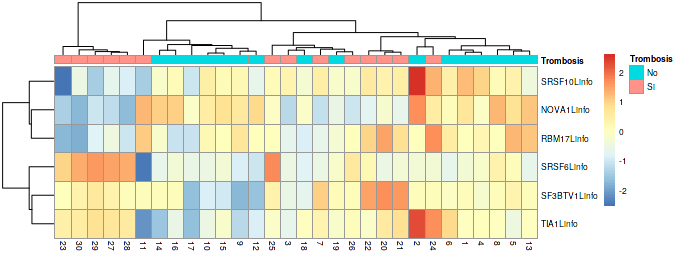 Trombosis
SRSF10Linfo
NOVA1Linfo
RBM17Linfo
SRSF6Linfo
SF3BTV1Linfo
TIA1Linfo
23 30 29 27 28 11 14 16 17 10 15 9 12 25 3 18 7 19 26 22 20 21 2 24 6 1 4 8 5 13
2
1
0
-1
-2
Trombosis
No
Si